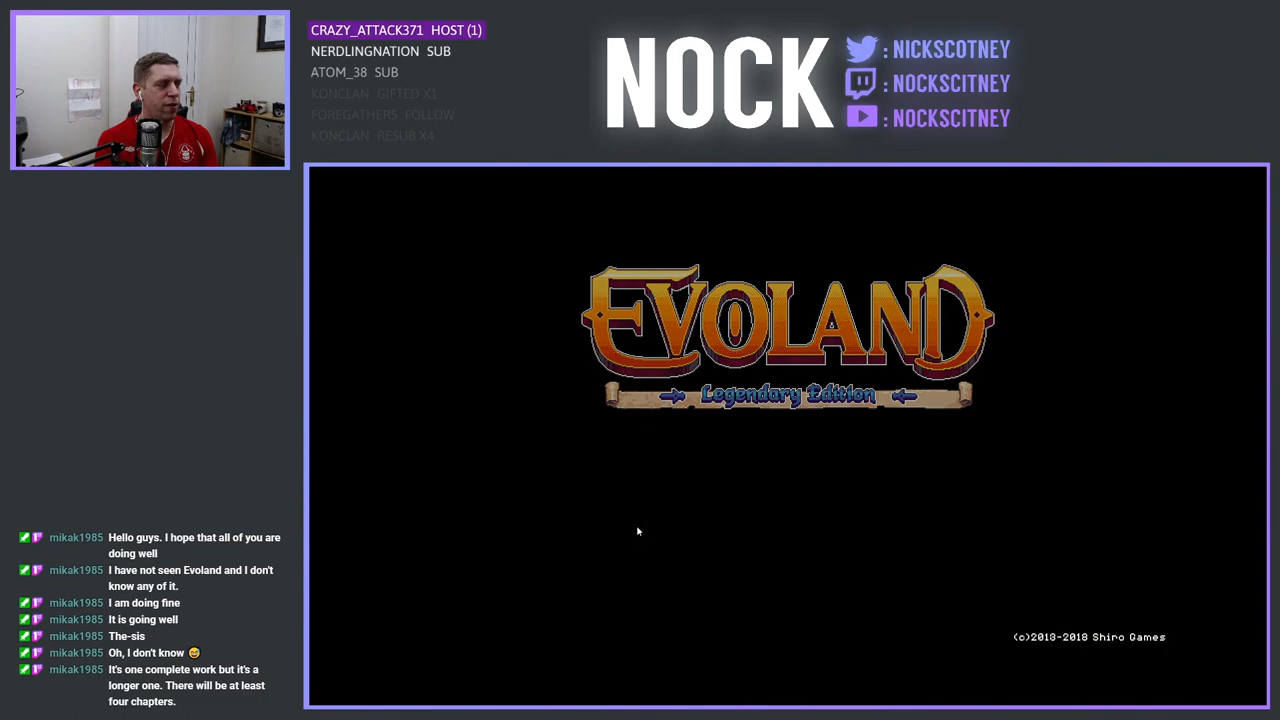 CRAZY_ATTACK371 HOST (1)
NERDLINGNATION SUB
ATOM_38 SUB
KONCLAN GIFTED X1
FOREGATHERS FOLLOW
KONCLAN RESUB X4
NOCK
: NICKSCOTNEY
: NOCKSCITNEY
: NOCKSCITNEY
EVOLAND
Legendary Edition
(c)2013-2018 Shiro Games
mikak1985 Hello guys. I hope that all of you are
doing well
mikak1985 I have not seen Evoland and I don't
know any of it.
mikak1985 I am doing fine
mikak1985 It is going well
mikak1985 The-sis
mikak1985 Oh, I don't know 😅
mikak1985 It's one complete work but it's a
longer one. There will be at least
four chapters.